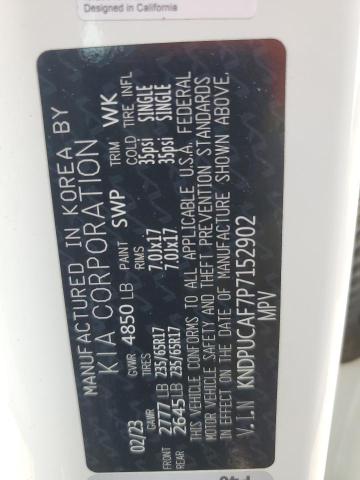 Designed in California
MANUFACTURED IN KOREA BY
KIA CORPORATION
GVWR 4850 LB PAINT SWP TRIM WK
02/23 GAWR TIRES RIMS COLD TIRE INFL
FRONT 2777 LB 235/65R17 7.0Jx17 35psi SINGLE
REAR 2645 LB 235/65R17 7.0Jx17 35psi SINGLE
THIS VEHICLE CONFORMS TO ALL APPLICABLE U.S.A. FEDERAL
MOTOR VEHICLE SAFETY AND THEFT PREVENTION STANDARDS
IN EFFECT ON THE DATE OF MANUFACTURE SHOWN ABOVE.
V.I.N KNDPUCAF7P7152902
MPV